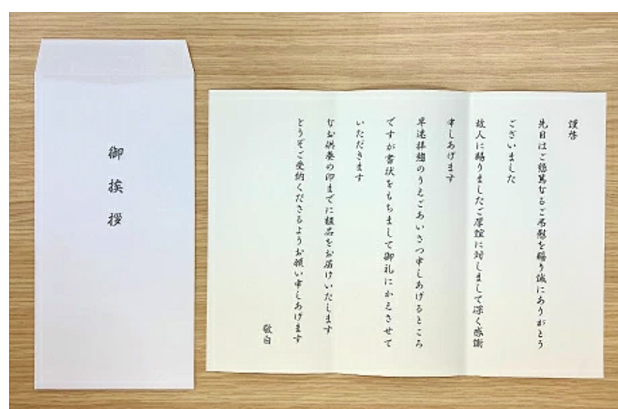 御挨拶
謹啓
先日はご懇篤なるご弔慰を賜り誠にありがとう
ございました
故人に賜りましたご厚誼に対しまして深く感謝
申しあげます
早速拝趨のうえごあいさつ申しあげるところ
ですが書状をもちまして御礼にかえさせて
いただきます
なお供養の印までに粗品をお届けいたします
どうぞご受納くださるようお願い申しあげます
敬白